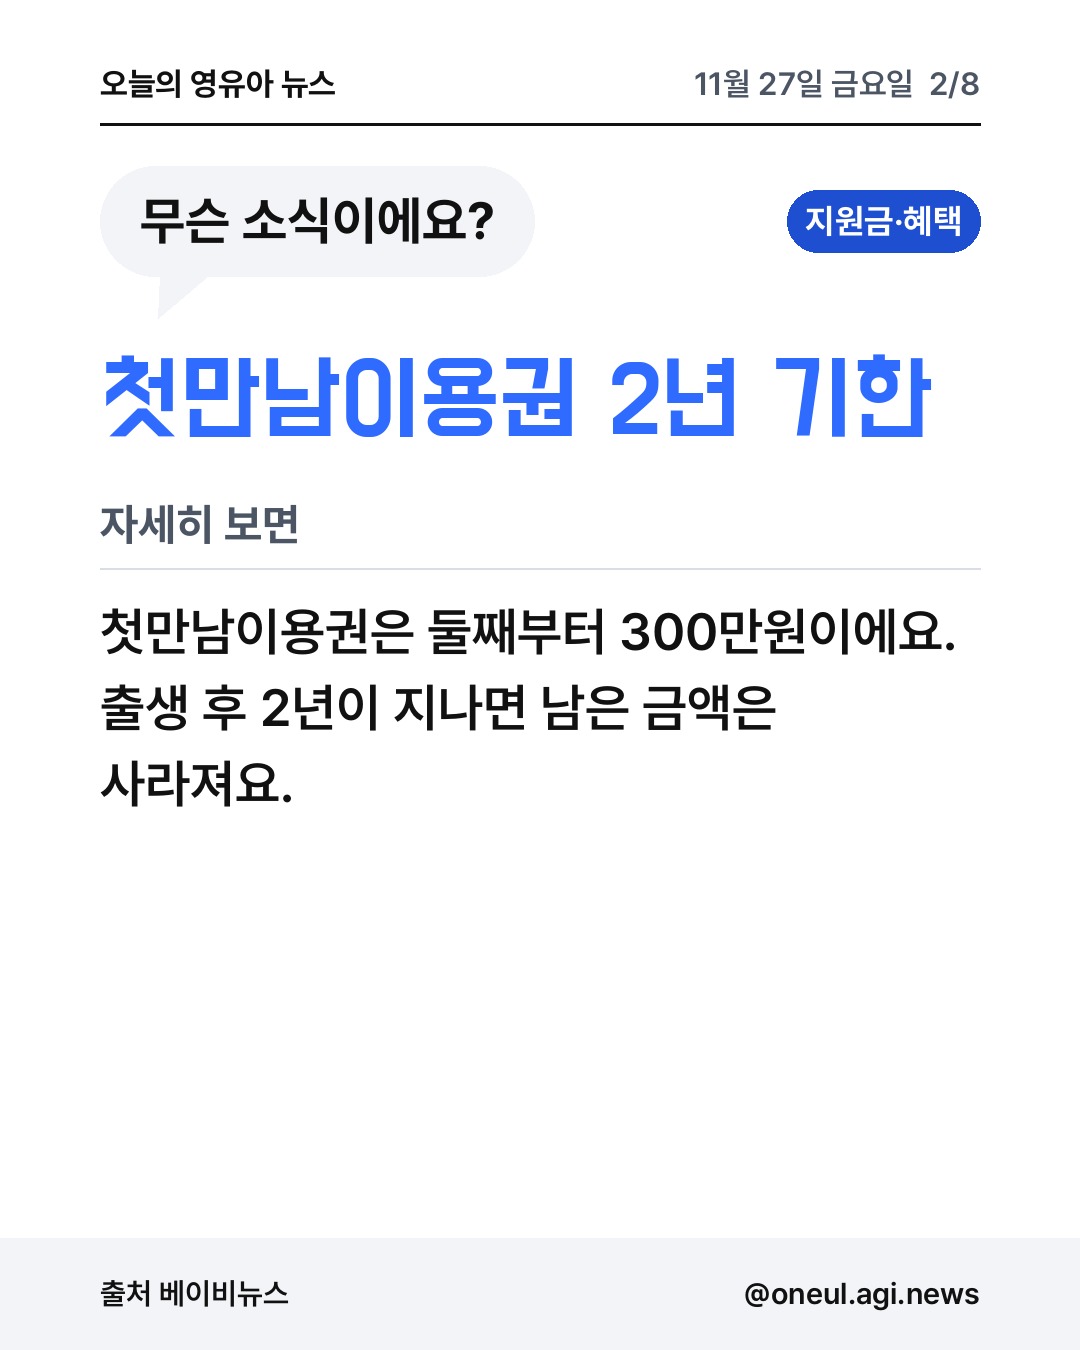 오늘의 영유아 뉴스
11월 27일 금요일 2/8
무슨 소식이에요?
지원금·혜택
첫만남이용권 2년 기한
자세히 보면
첫만남이용권은 둘째부터 300만원이에요.
출생 후 2년이 지나면 남은 금액은
사라져요.
출처 베이비뉴스
@oneul.agi.news